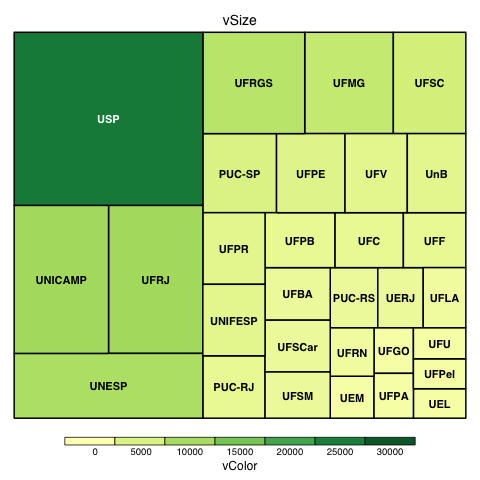 vSize
USP
UFRGS
UFMG
UFSC
PUC-SP
UFPE
UFV
UnB
UNICAMP
UFRJ
UNESP
UFPR
UFPB
UFC
UFF
UNIFESP
UFBA
PUC-RS
UERJ
UFLA
UFSCar
UFRN
UFGO
UFU
PUC-RJ
UFSM
UEM
UFPA
UFPel
UEL
0 5000 10000 15000 20000 25000 30000
vColor